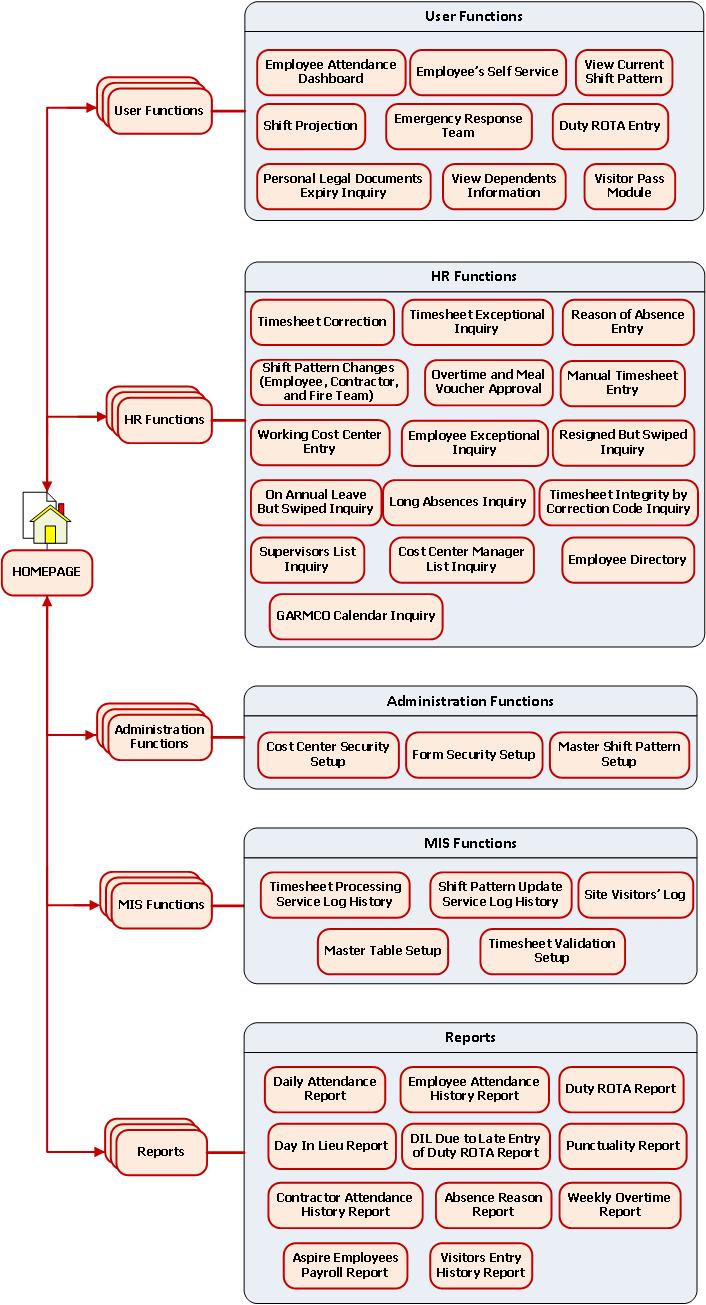 User Functions
Employee Attendance
Dashboard
Employee's Self Service
View Current
Shift Pattern
User Functions
Shift Projection
Emergency Response
Team
Duty ROTA Entry
Personal Legal Documents
Expiry Inquiry
View Dependents
Information
Visitor Pass
Module
HR Functions
Timesheet Correction
Timesheet Exceptional
Inquiry
Reason of Absence
Entry
Shift Pattern Changes
(Employee, Contractor,
and Fire Team)
Overtime and Meal
Voucher Approval
Manual Timesheet
Entry
HR Functions
Working Cost Center
Entry
Employee Exceptional
Inquiry
Resigned But Swiped
Inquiry
On Annual Leave
But Swiped Inquiry
Long Absences Inquiry
Timesheet Integrity by
Correction Code Inquiry
HOMEPAGE
Supervisors List
Inquiry
Cost Center Manager
List Inquiry
Employee Directory
GARMCO Calendar Inquiry
Administration Functions
Administration
Functions
Cost Center Security
Setup
Form Security Setup
Master Shift Pattern
Setup
MIS Functions
MIS Functions
Timesheet Processing
Service Log History
Shift Pattern Update
Service Log History
Site Visitors' Log
Master Table Setup
Timesheet Validation
Setup
Reports
Daily Attendance
Report
Employee Attendance
History Report
Duty ROTA Report
Reports
Day In Lieu Report
DIL Due to Late Entry
of Duty ROTA Report
Punctuality Report
Contractor Attendance
History Report
Absence Reason
Report
Weekly Overtime
Report
Aspire Employees
Payroll Report
Visitors Entry
History Report